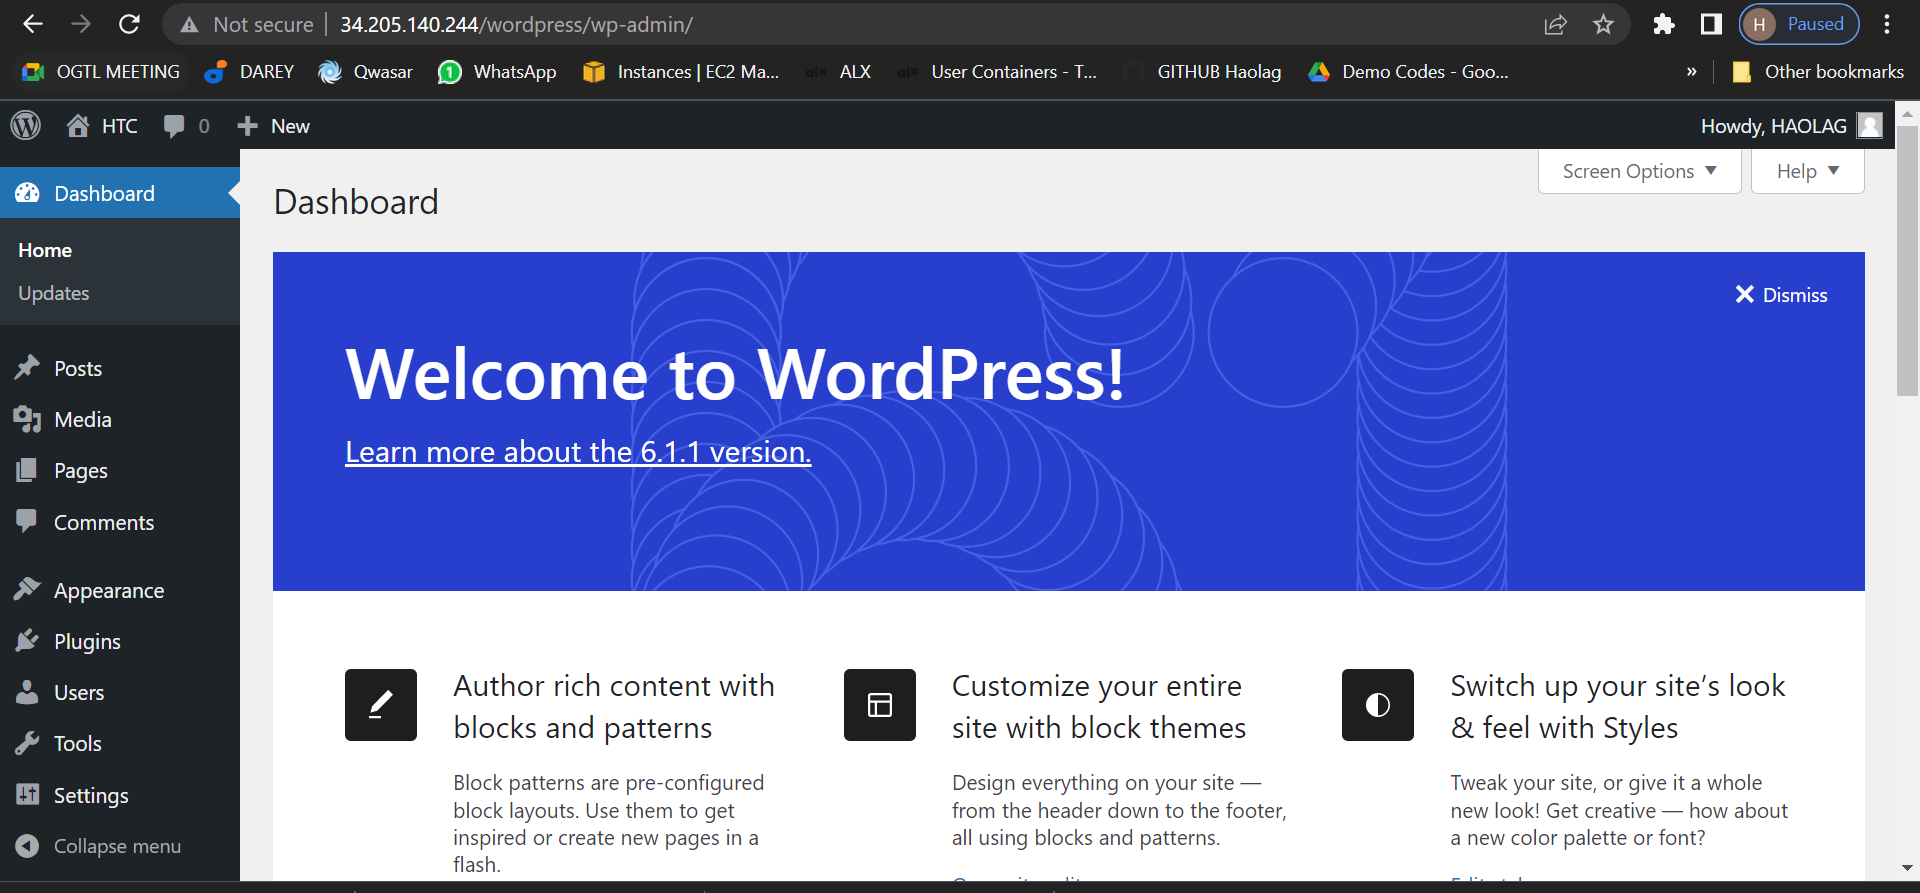 Not secure | 34.205.140.244/wordpress/wp-admin/
H Paused
OGTL MEETING DAREY Qwasar 1 WhatsApp Instances | EC2 Ma... alx ALX alx User Containers - T... GITHUB Haolag Demo Codes - Goo... » Other bookmarks
HTC 0 New Howdy, HAOLAG
Screen Options ▼ Help ▼
Dashboard
Home
Updates
Posts
Media
Pages
Comments
Appearance
Plugins
Users
Tools
Settings
Collapse menu
Dashboard
Dismiss
Welcome to WordPress!
Learn more about the 6.1.1 version.
Author rich content with
blocks and patterns
Block patterns are pre-configured
block layouts. Use them to get
inspired or create new pages in a
flash.
Customize your entire
site with block themes
Design everything on your site —
from the header down to the footer,
all using blocks and patterns.
Switch up your site’s look
& feel with Styles
Tweak your site, or give it a whole
new look! Get creative — how about
a new color palette or font?